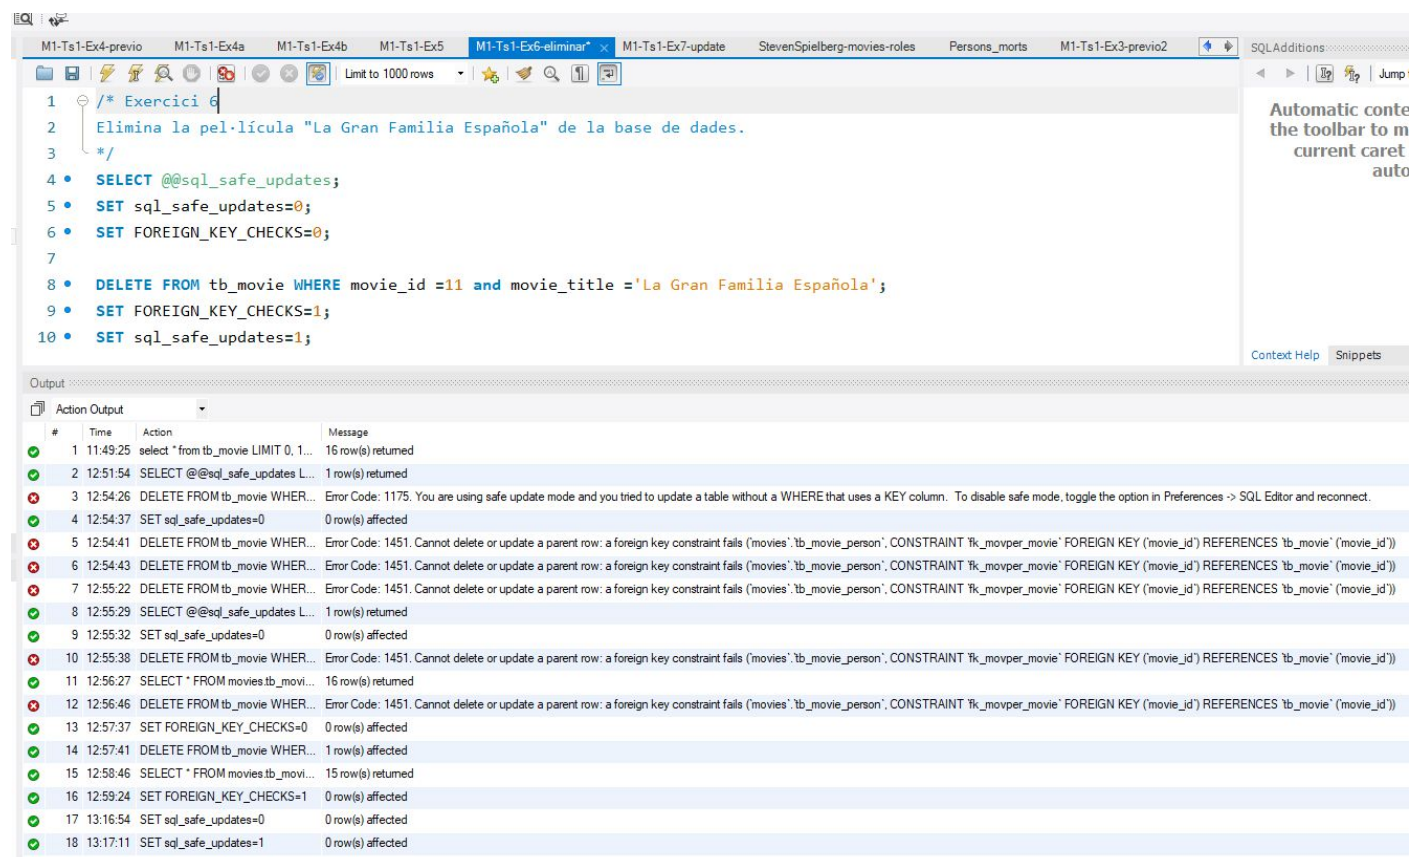 M1-Ts1-Ex4-previo M1-Ts1-Ex4a M1-Ts1-Ex4b M1-Ts1-Ex5 M1-Ts1-Ex6-eliminar* × M1-Ts1-Ex7-update StevenSpielberg-movies-roles Persons_morts M1-Ts1-Ex3-previo2 SQLAdditions
Limit to 1000 rows Jump
1 /* Exercici 6
2 Elimina la pel·lícula "La Gran Familia Española" de la base de dades.
3 */
4 SELECT @@sql_safe_updates;
5 SET sql_safe_updates=0;
6 SET FOREIGN_KEY_CHECKS=0;
7
8 DELETE FROM tb_movie WHERE movie_id =11 and movie_title ='La Gran Familia Española';
9 SET FOREIGN_KEY_CHECKS=1;
10 SET sql_safe_updates=1;
Automatic conte
the toolbar to m
current caret
auto
Context Help Snippets
Output
Action Output
# Time Action Message
1 11:49:25 select * from tb_movie LIMIT 0, 1... 16 row(s) returned
2 12:51:54 SELECT @@sql_safe_updates L... 1 row(s) returned
3 12:54:26 DELETE FROM tb_movie WHER... Error Code: 1175. You are using safe update mode and you tried to update a table without a WHERE that uses a KEY column.  To disable safe mode, toggle the option in Preferences -> SQL Editor and reconnect.
4 12:54:37 SET sql_safe_updates=0 0 row(s) affected
5 12:54:41 DELETE FROM tb_movie WHER... Error Code: 1451. Cannot delete or update a parent row: a foreign key constraint fails (`movies`.`tb_movie_person`, CONSTRAINT `fk_movper_movie` FOREIGN KEY (`movie_id`) REFERENCES `tb_movie` (`movie_id`))
6 12:54:43 DELETE FROM tb_movie WHER... Error Code: 1451. Cannot delete or update a parent row: a foreign key constraint fails (`movies`.`tb_movie_person`, CONSTRAINT `fk_movper_movie` FOREIGN KEY (`movie_id`) REFERENCES `tb_movie` (`movie_id`))
7 12:55:22 DELETE FROM tb_movie WHER... Error Code: 1451. Cannot delete or update a parent row: a foreign key constraint fails (`movies`.`tb_movie_person`, CONSTRAINT `fk_movper_movie` FOREIGN KEY (`movie_id`) REFERENCES `tb_movie` (`movie_id`))
8 12:55:29 SELECT @@sql_safe_updates L... 1 row(s) returned
9 12:55:32 SET sql_safe_updates=0 0 row(s) affected
10 12:55:38 DELETE FROM tb_movie WHER... Error Code: 1451. Cannot delete or update a parent row: a foreign key constraint fails (`movies`.`tb_movie_person`, CONSTRAINT `fk_movper_movie` FOREIGN KEY (`movie_id`) REFERENCES `tb_movie` (`movie_id`))
11 12:56:27 SELECT * FROM movies.tb_movi... 16 row(s) returned
12 12:56:46 DELETE FROM tb_movie WHER... Error Code: 1451. Cannot delete or update a parent row: a foreign key constraint fails (`movies`.`tb_movie_person`, CONSTRAINT `fk_movper_movie` FOREIGN KEY (`movie_id`) REFERENCES `tb_movie` (`movie_id`))
13 12:57:37 SET FOREIGN_KEY_CHECKS=0 0 row(s) affected
14 12:57:41 DELETE FROM tb_movie WHER... 1 row(s) affected
15 12:58:46 SELECT * FROM movies.tb_movi... 15 row(s) returned
16 12:59:24 SET FOREIGN_KEY_CHECKS=1 0 row(s) affected
17 13:16:54 SET sql_safe_updates=0 0 row(s) affected
18 13:17:11 SET sql_safe_updates=1 0 row(s) affected